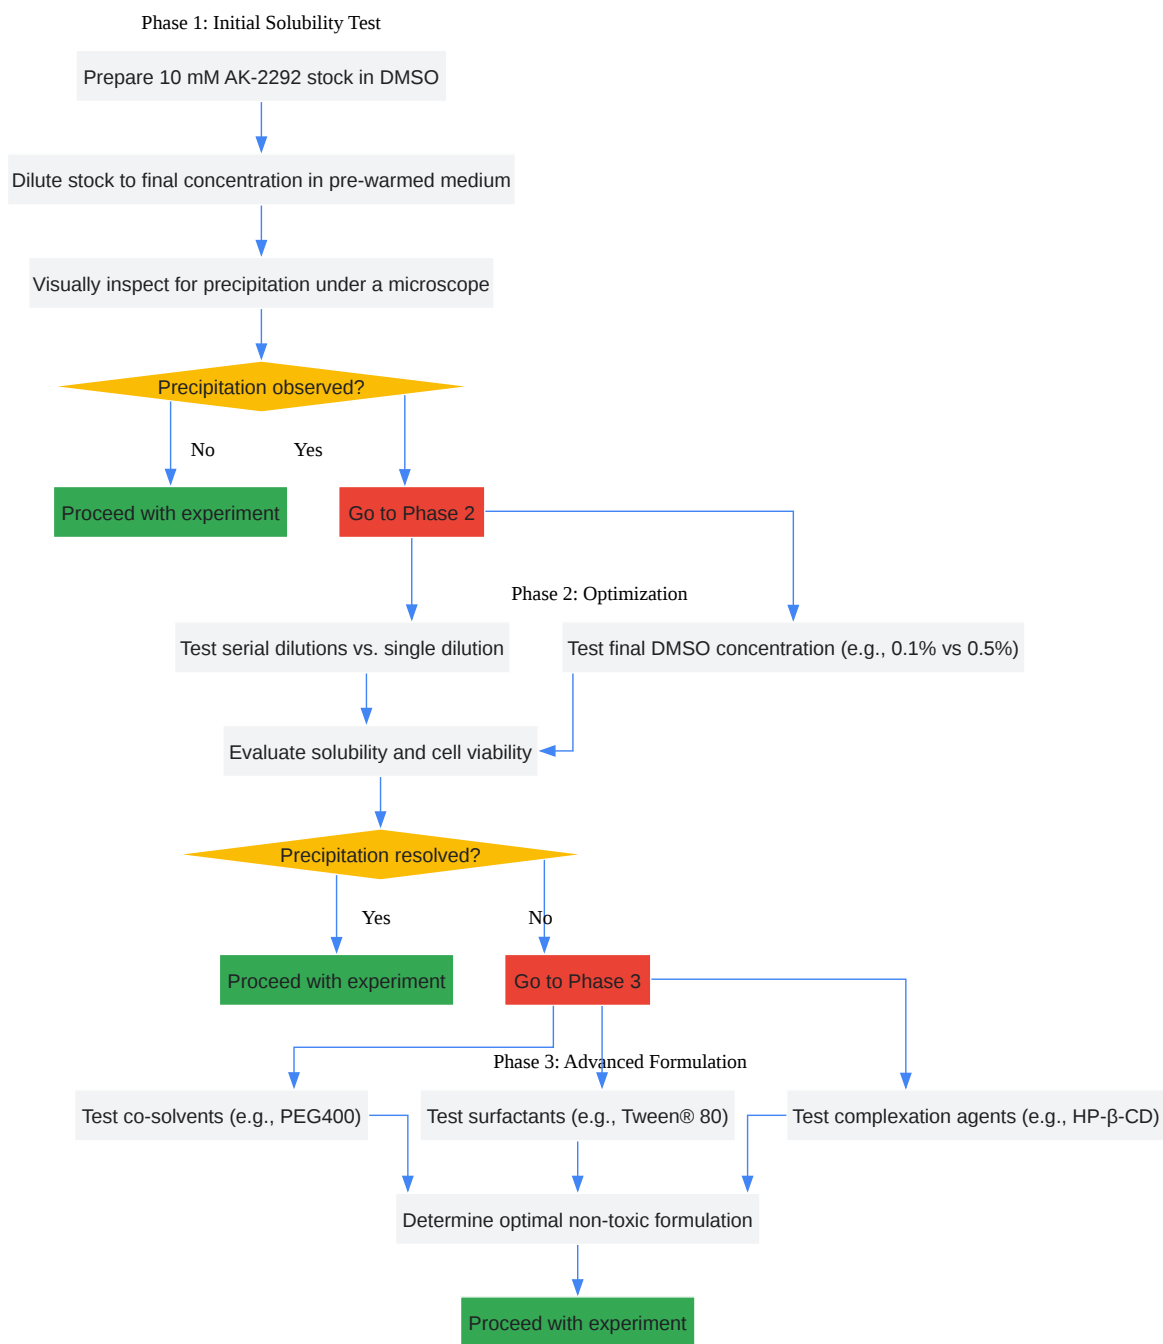 Phase 1: Initial Solubility Test
Prepare 10 mM AK-2292 stock in DMSO
Dilute stock to final concentration in pre-warmed medium
Visually inspect for precipitation under a microscope
Precipitation observed?
No
Yes
Proceed with experiment
Go to Phase 2
Phase 2: Optimization
Test serial dilutions vs. single dilution
Test final DMSO concentration (e.g., 0.1% vs 0.5%)
Evaluate solubility and cell viability
Precipitation resolved?
Yes
No
Proceed with experiment
Go to Phase 3
Phase 3: Advanced Formulation
Test co-solvents (e.g., PEG400)
Test surfactants (e.g., Tween® 80)
Test complexation agents (e.g., HP-β-CD)
Determine optimal non-toxic formulation
Proceed with experiment